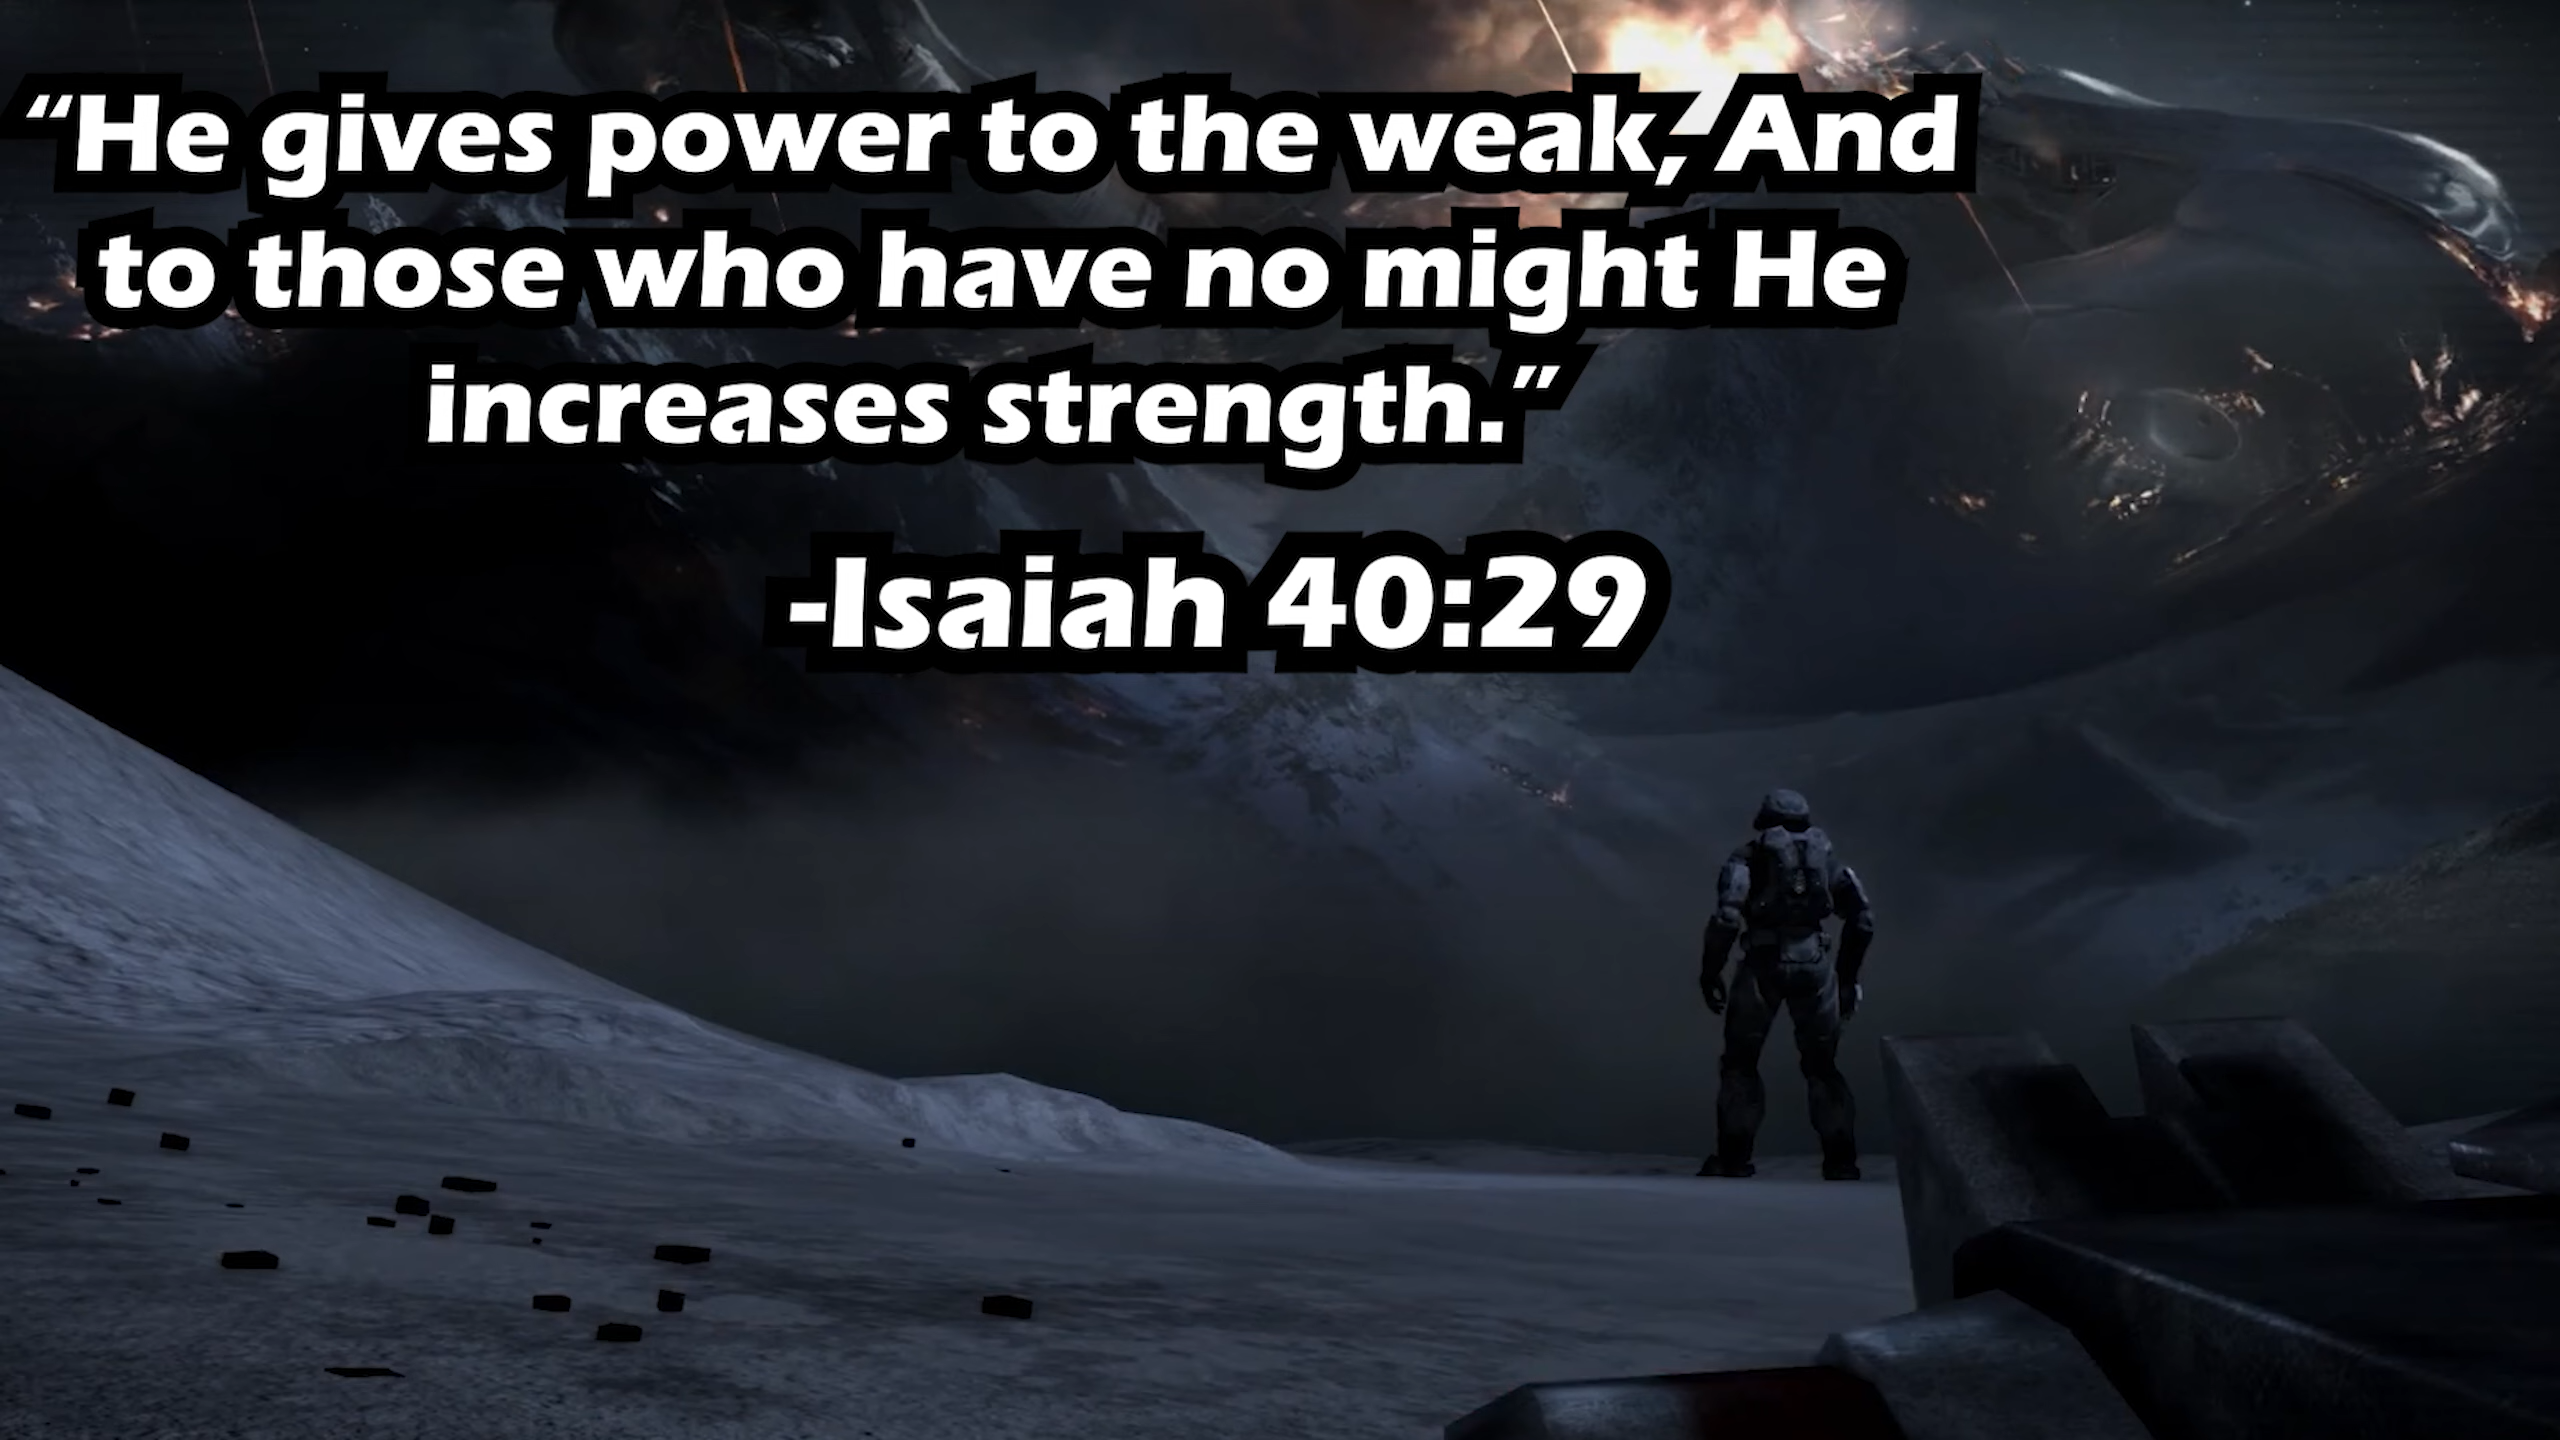 “He gives power to the weak, And
to those who have no might He
increases strength.”
-Isaiah 40:29